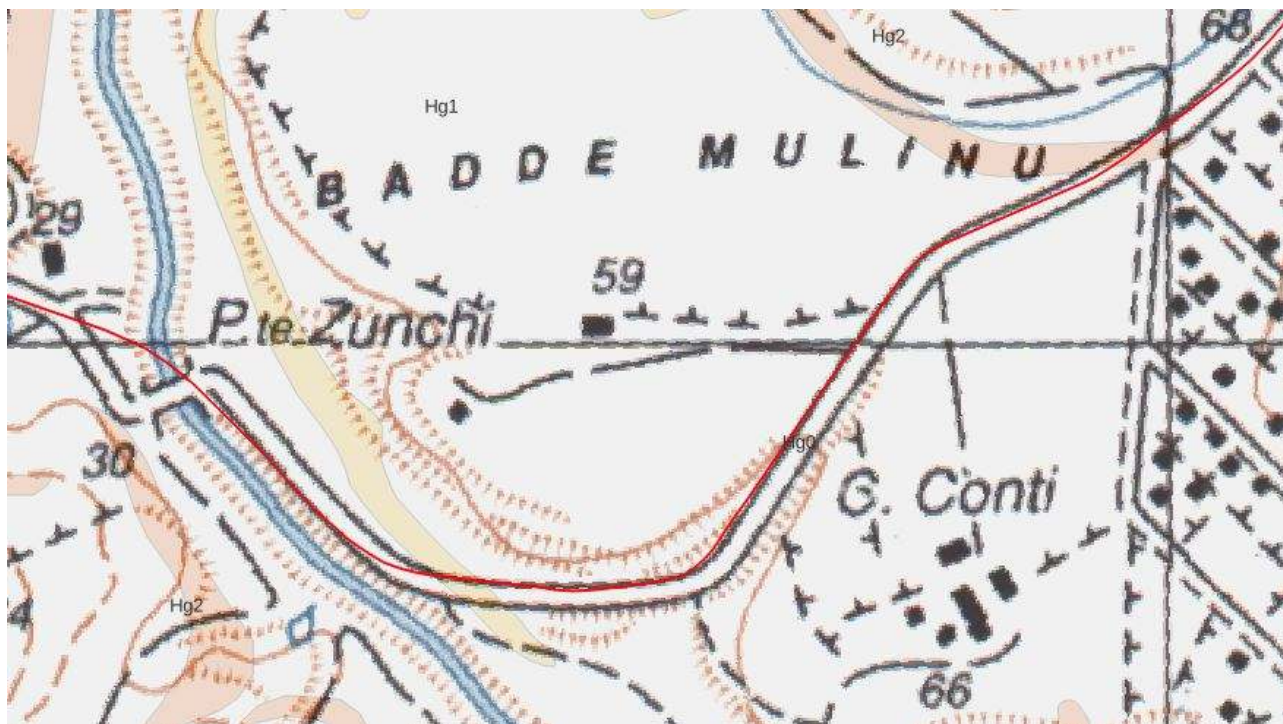 68
Hg2
Hg1
BADDE MULINU
29
59
P.te Zunchi
Hg0
30
G. Conti
Hg2
66